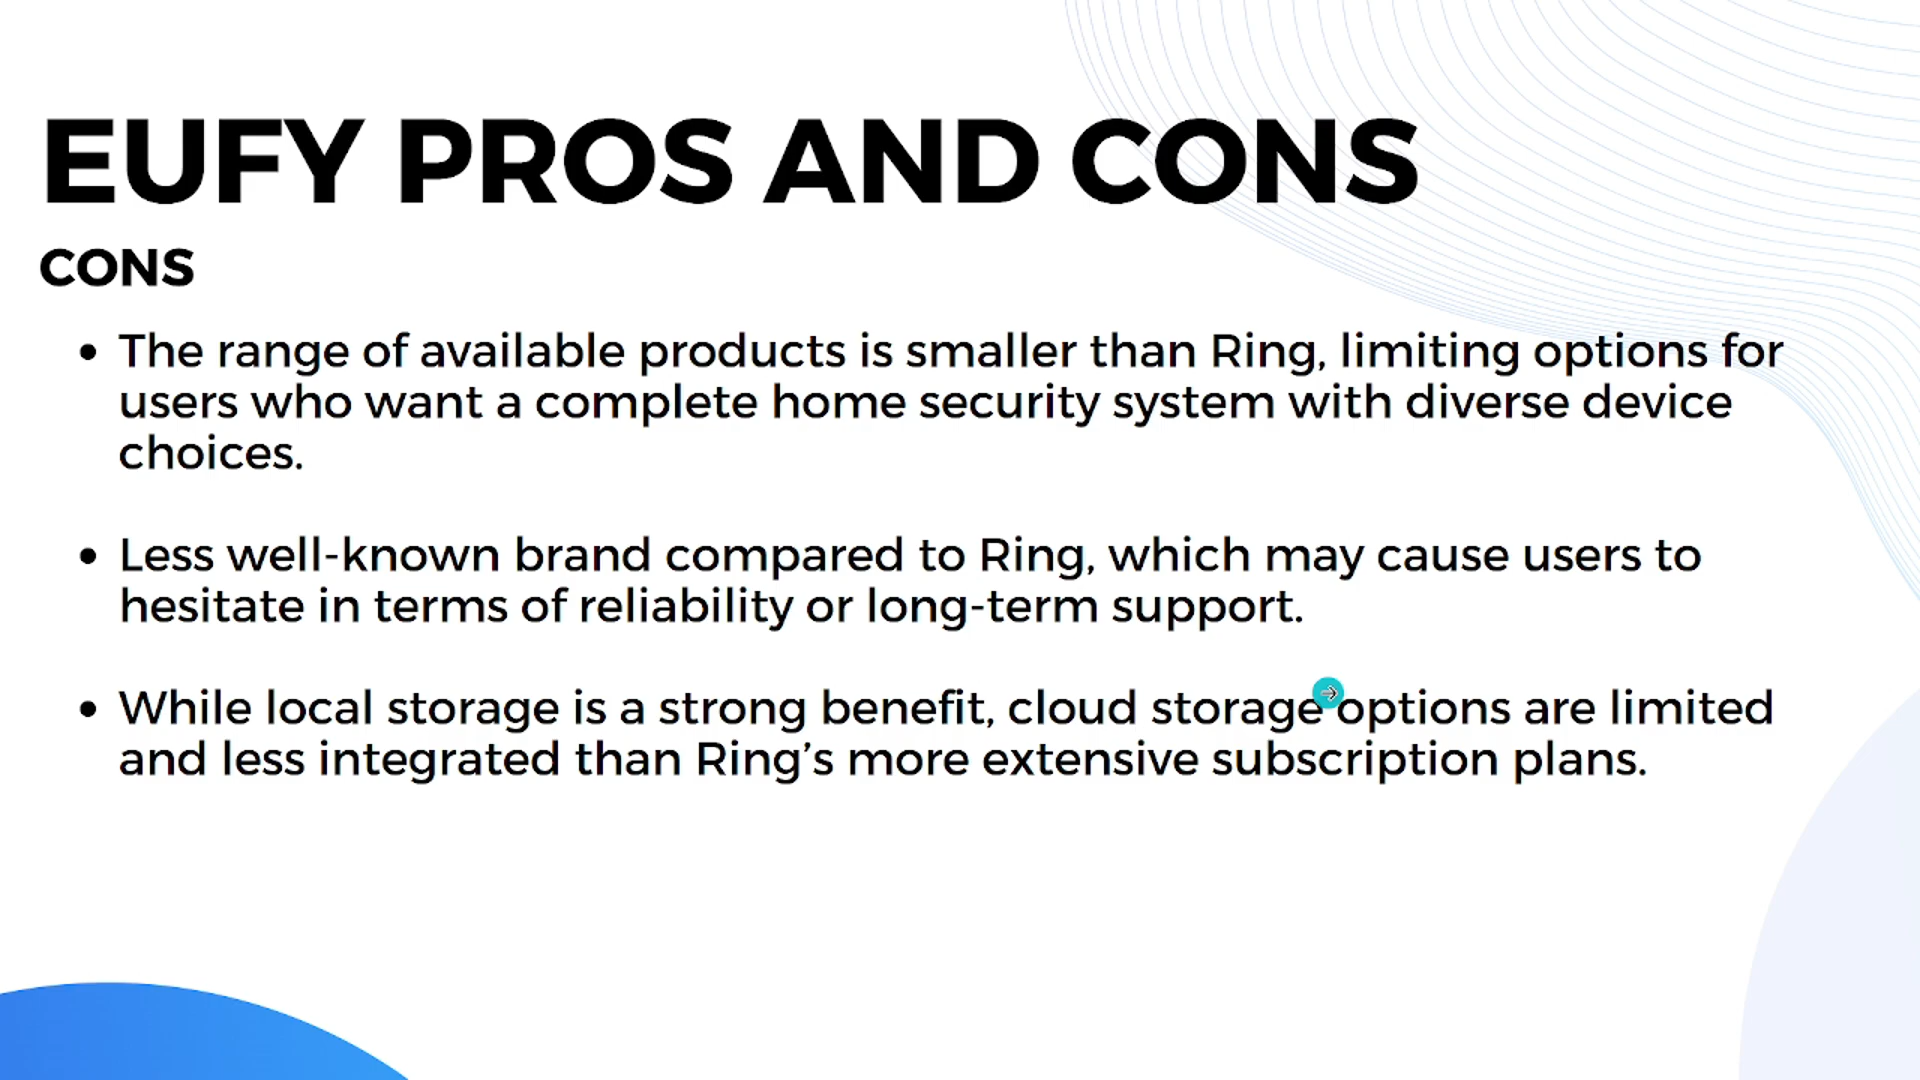 EUFY PROS AND CONS
CONS
• The range of available products is smaller than Ring, limiting options for
users who want a complete home security system with diverse device
choices.
• Less well-known brand compared to Ring, which may cause users to
hesitate in terms of reliability or long-term support.
• While local storage is a strong benefit, cloud storage options are limited
and less integrated than Ring’s more extensive subscription plans.